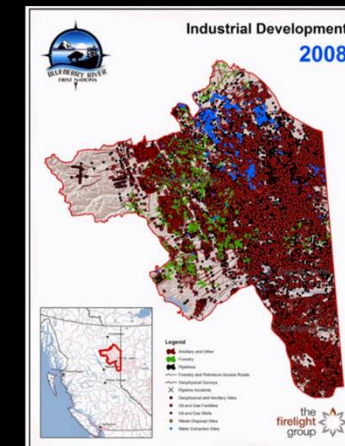 Industrial Development
2008
BLUEBERRY RIVER
FIRST NATIONS
Legend
Ancillary and Other
Forestry
Pipelines
Forestry and Petroleum Access Roads
Geophysical Surveys
Pipeline Incidents
Geophysical and Ancillary Sites
Oil and Gas Facilities
Oil and Gas Wells
Waste Disposal Sites
Water Extraction Sites
the
firelight
group